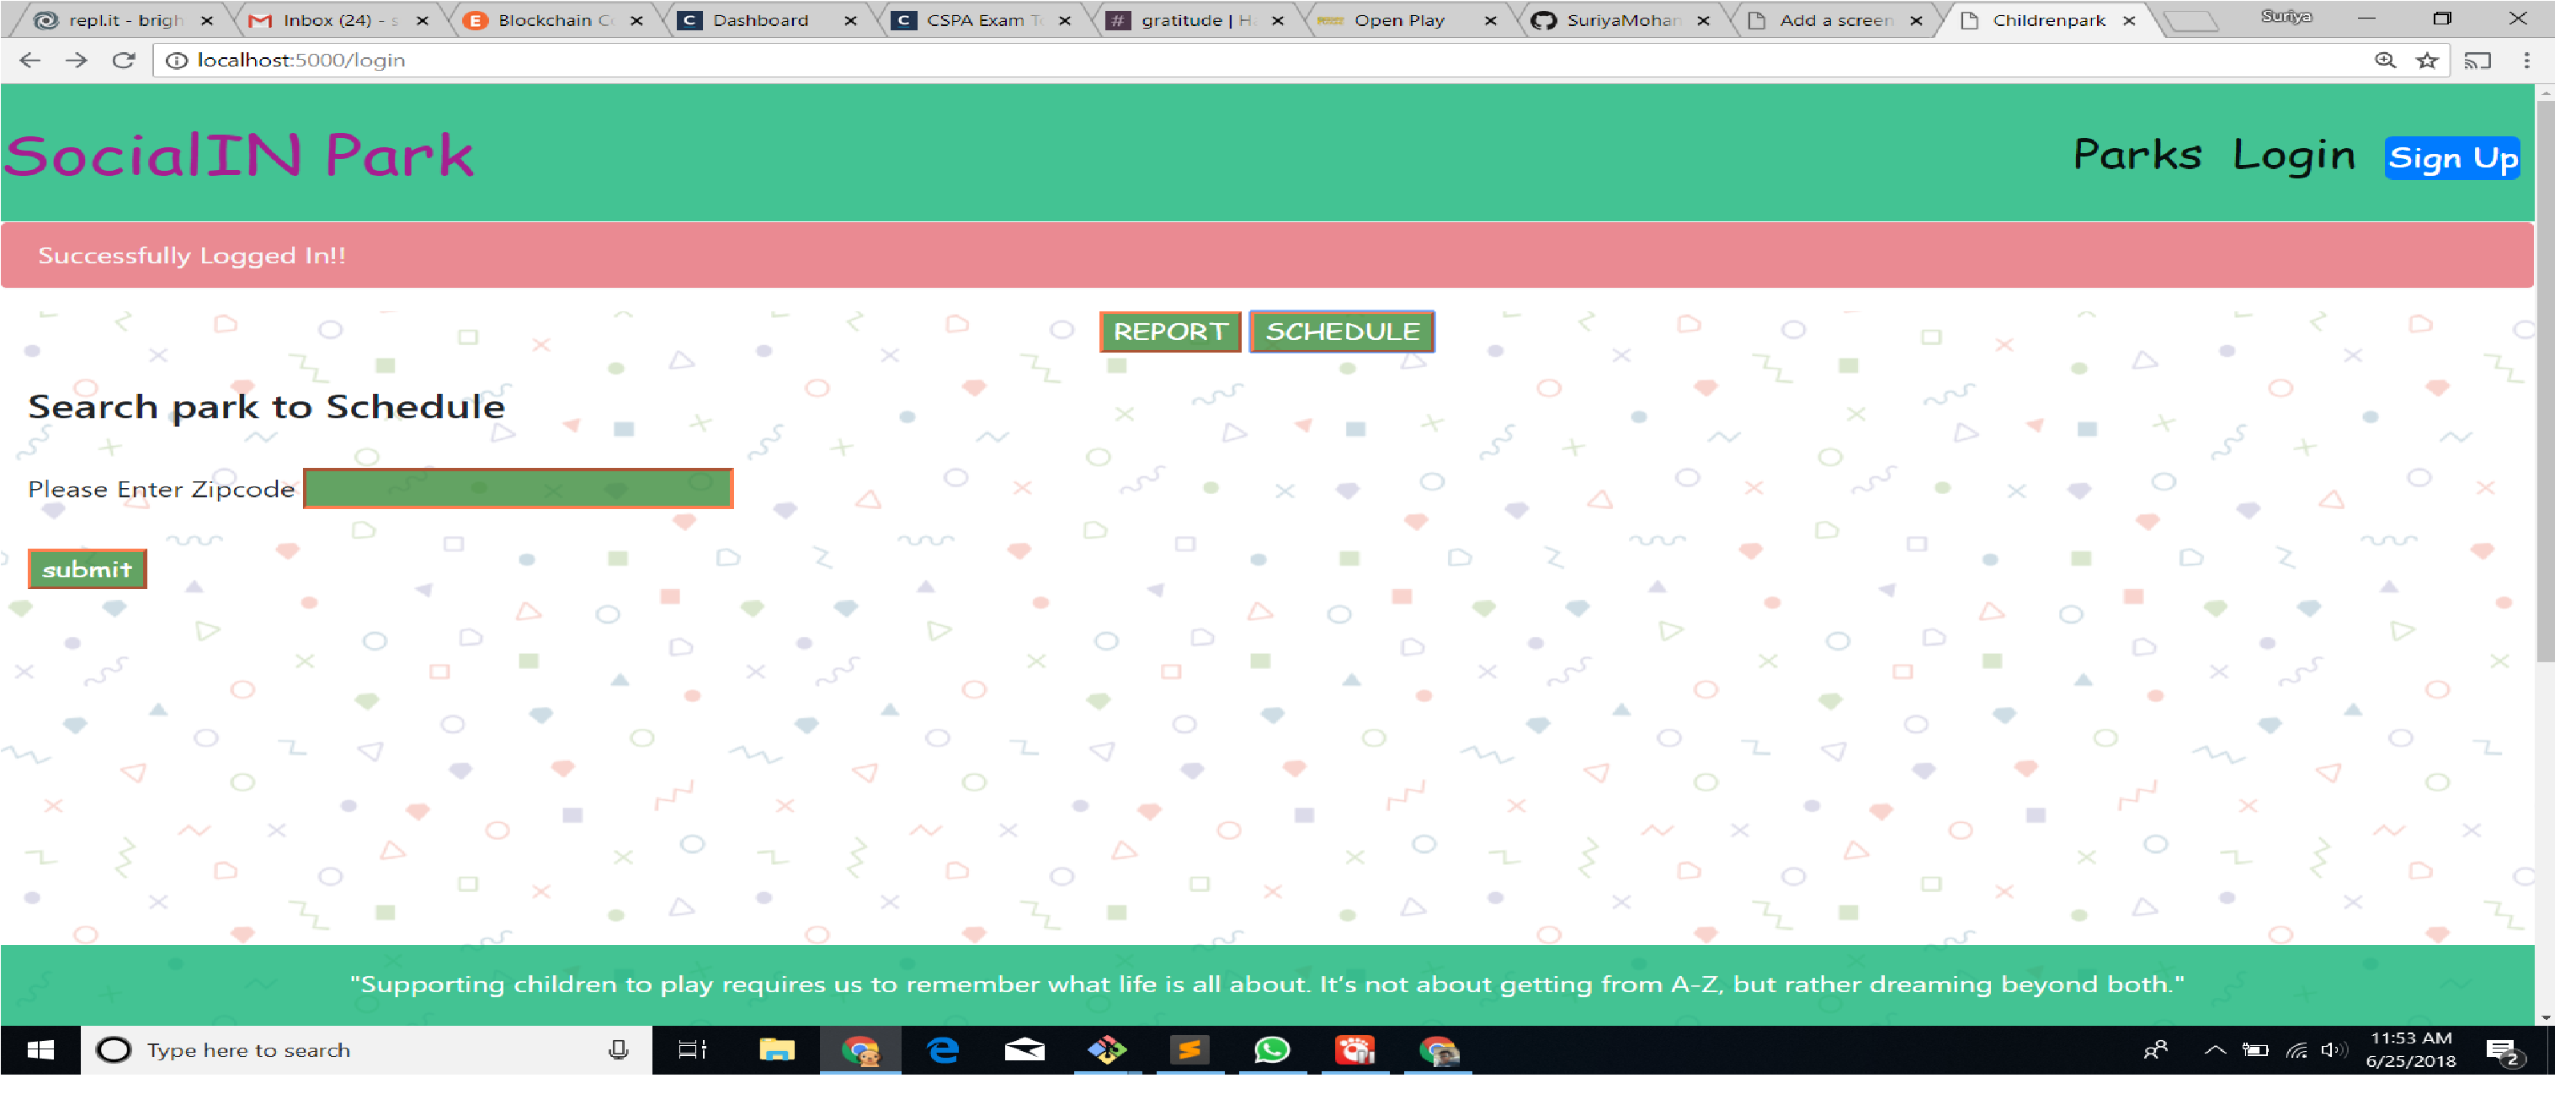 repl.it - brigh
Inbox (24) - s
Blockchain C
Dashboard
CSPA Exam T
gratitude | H
Open Play
SuriyaMohan
Add a screen
Childrenpark
Suriya
localhost:5000/login
SocialIN Park
Parks Login Sign Up
Successfully Logged In!!
REPORT SCHEDULE
Search park to Schedule
Please Enter Zipcode
submit
"Supporting children to play requires us to remember what life is all about. It's not about getting from A-Z, but rather dreaming beyond both."
Type here to search
11:53 AM
6/25/2018
2